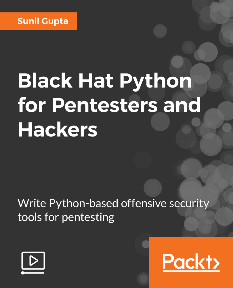 Sunil Gupta
Black Hat Python
for Pentesters and
Hackers
Write Python-based offensive security
tools for pentesting
Packt>